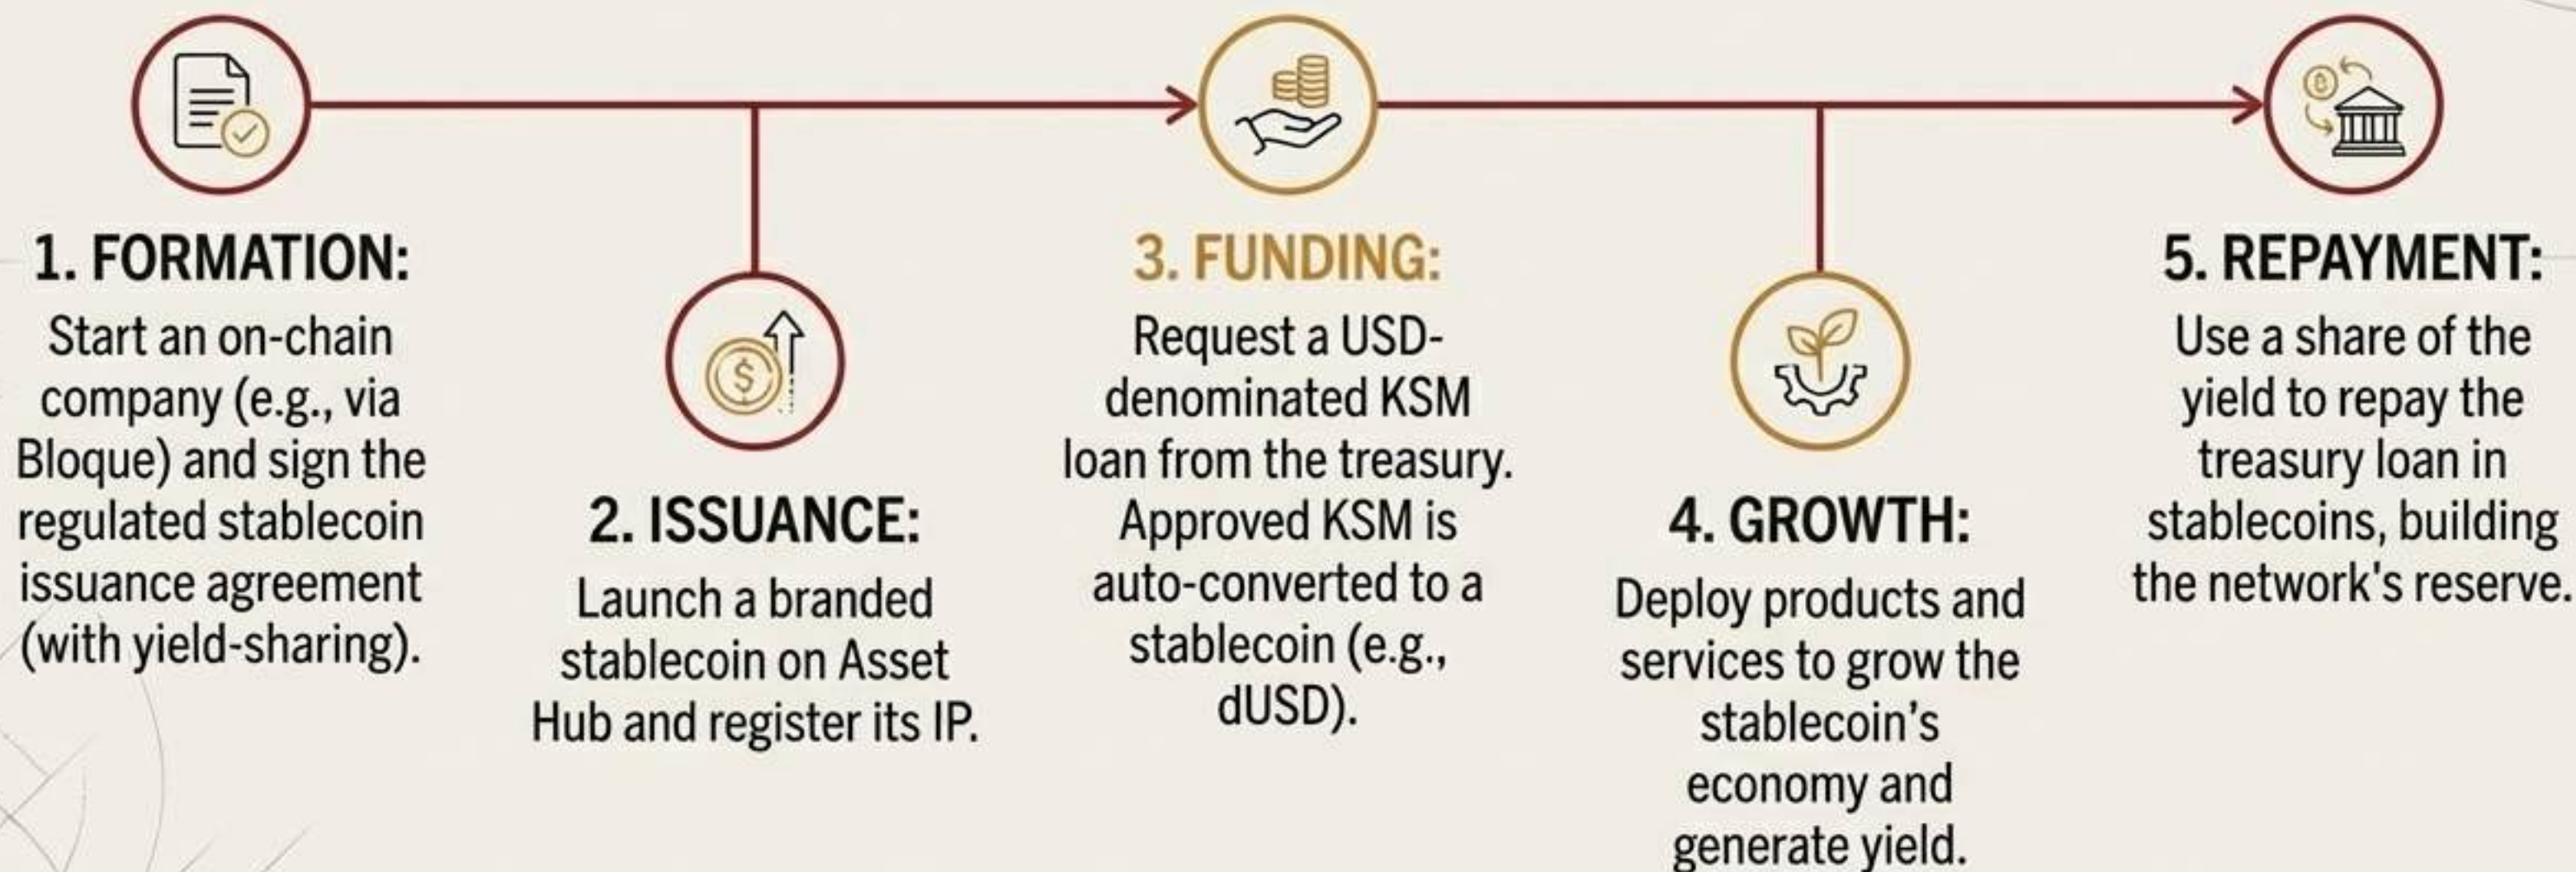 1. FORMATION:
Start an on-chain
company (e.g., via
Bloque) and sign the
regulated stablecoin
issuance agreement
(with yield-sharing).
2. ISSUANCE:
Launch a branded
stablecoin on Asset
Hub and register its IP.
3. FUNDING:
Request a USD-
denominated KSM
loan from the treasury.
Approved KSM is
auto-converted to a
stablecoin (e.g.,
dUSD).
4. GROWTH:
Deploy products and
services to grow the
stablecoin’s
economy and
generate yield.
5. REPAYMENT:
Use a share of the
yield to repay the
treasury loan in
stablecoins, building
the network's reserve.